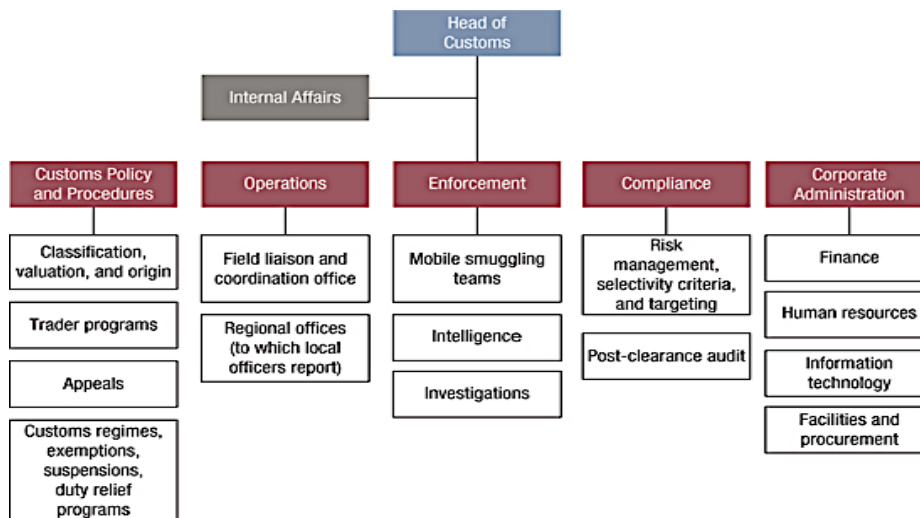 Head of
Customs
Internal Affairs
Customs Policy
and Procedures
Operations
Enforcement
Compliance
Corporate
Administration
Classification,
valuation, and origin
Trader programs
Appeals
Customs regimes,
exemptions,
suspensions,
duty relief
programs
Field liaison and
coordination office
Regional offices
(to which local
officers report)
Mobile smuggling
teams
Intelligence
Investigations
Risk
management,
selectivity criteria,
and targeting
Post-clearance audit
Finance
Human resources
Information
technology
Facilities and
procurement